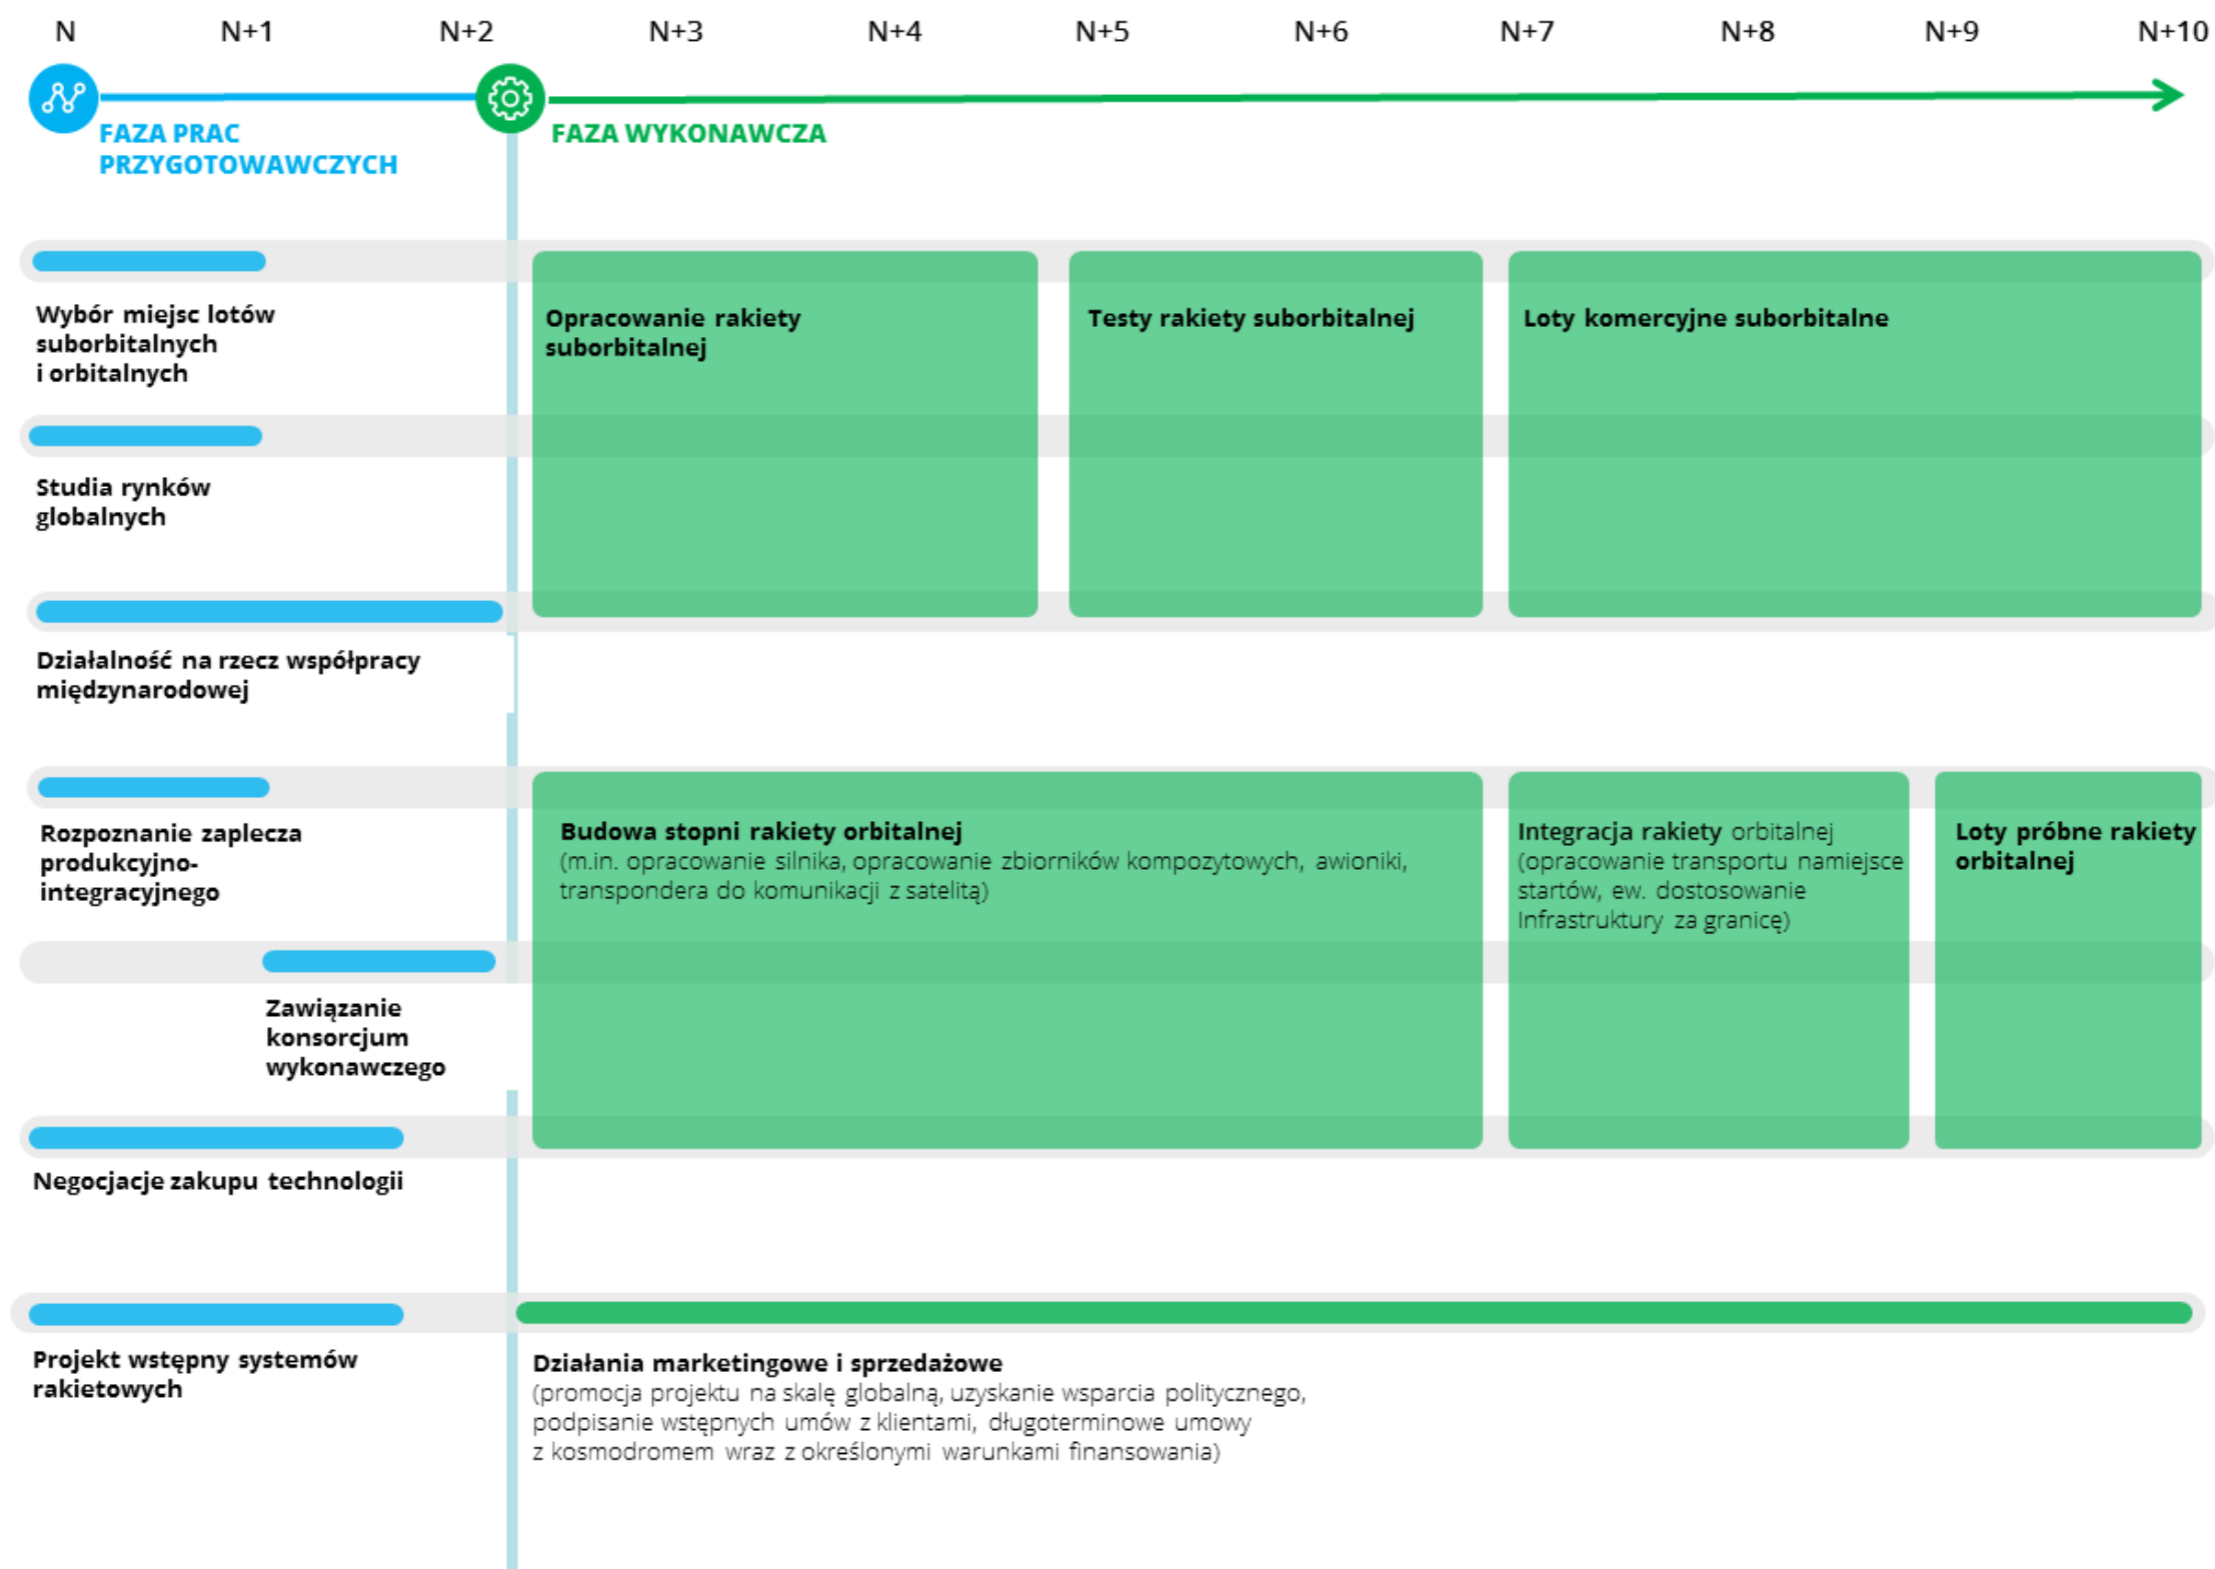 N N+1 N+2 N+3 N+4 N+5 N+6 N+7 N+8 N+9 N+10
FAZA PRAC
PRZYGOTOWAWCZYCH
FAZA WYKONAWCZA
Wybór miejsc lotów
suborbitalnych
i orbitalnych
Opracowanie rakiety
suborbitalnej
Testy rakiety suborbitalnej
Loty komercyjne suborbitalne
Studia rynków
globalnych
Działalność na rzecz współpracy
międzynarodowej
Rozpoznanie zaplecza
produkcyjno-
integracyjnego
Budowa stopni rakiety orbitalnej
(m.in. opracowanie silnika, opracowanie zbiorników kompozytowych, awioniki,
transpondera do komunikacji z satelitą)
Integracja rakiety orbitalnej
(opracowanie transportu namiejsce
startów, ew. dostosowanie
Infrastruktury za granicę)
Loty próbne rakiety
orbitalnej
Zawiązanie
konsorcjum
wykonawczego
Negocjacje zakupu technologii
Projekt wstępny systemów
rakietowych
Działania marketingowe i sprzedażowe
(promocja projektu na skalę globalną, uzyskanie wsparcia politycznego,
podpisanie wstępnych umów z klientami, długoterminowe umowy
z kosmodromem wraz z określonymi warunkami finansowania)